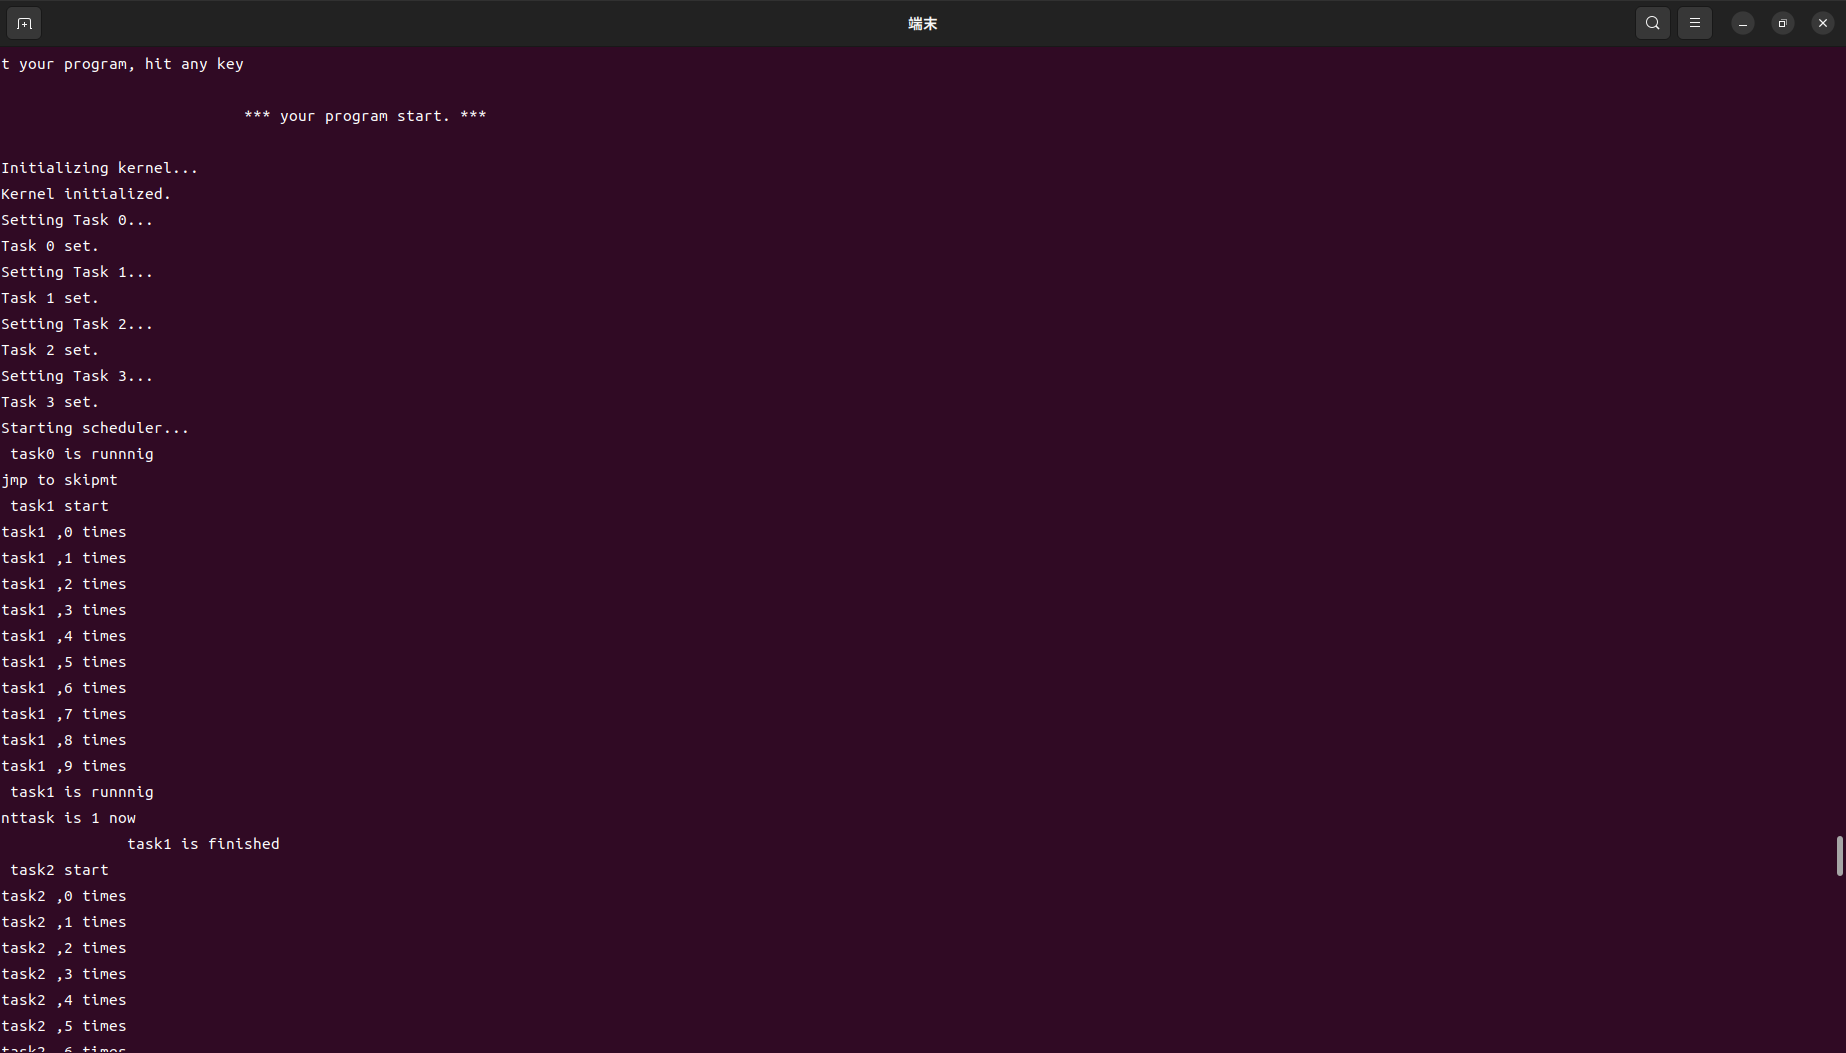 端末
t your program, hit any key
*** your program start. ***
Initializing kernel...
Kernel initialized.
Setting Task 0...
Task 0 set.
Setting Task 1...
Task 1 set.
Setting Task 2...
Task 2 set.
Setting Task 3...
Task 3 set.
Starting scheduler...
task0 is runnnig
jmp to skipmt
task1 start
task1 ,0 times
task1 ,1 times
task1 ,2 times
task1 ,3 times
task1 ,4 times
task1 ,5 times
task1 ,6 times
task1 ,7 times
task1 ,8 times
task1 ,9 times
task1 is runnnig
nttask is 1 now
task1 is finished
task2 start
task2 ,0 times
task2 ,1 times
task2 ,2 times
task2 ,3 times
task2 ,4 times
task2 ,5 times
task2 ,6 times